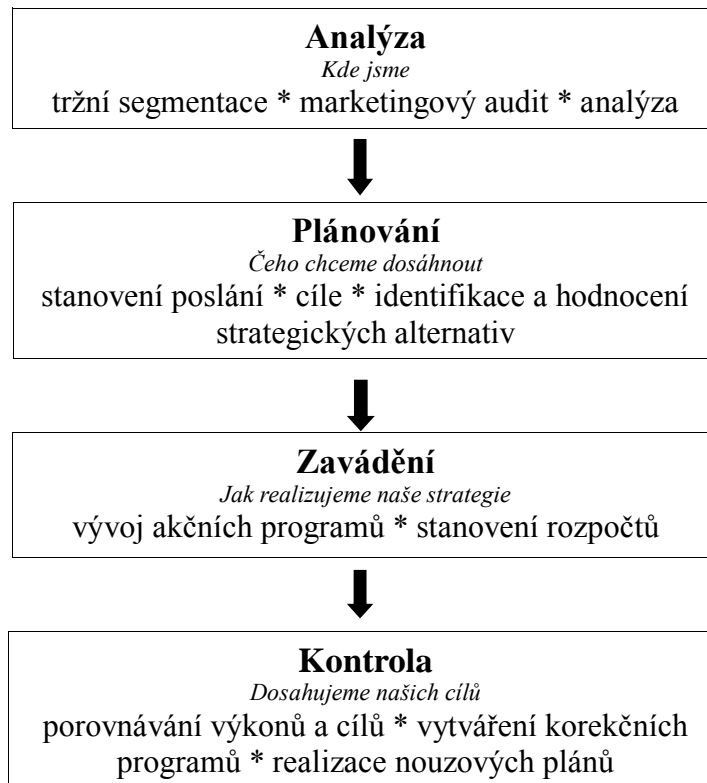 Analýza
Kde jsme
tržní segmentace * marketingový audit * analýza
Plánování
Čeho chceme dosáhnout
stanovení poslání * cíle * identifikace a hodnocení
strategických alternativ
Zavádění
Jak realizujeme naše strategie
vývoj akčních programů * stanovení rozpočtů
Kontrola
Dosahujeme našich cílů
porovnávání výkonů a cílů * vytváření korekčních
programů * realizace nouzových plánů